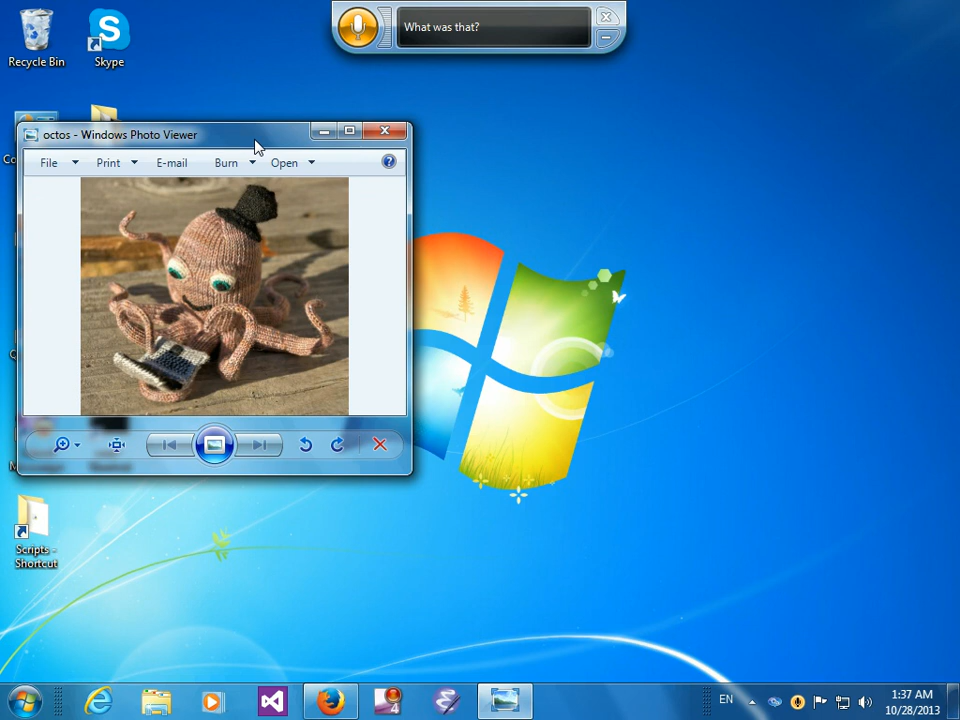 What was that?
Recycle Bin
Skype
octos - Windows Photo Viewer
File
Print
E-mail
Burn
Open
Scripts -
Shortcut
EN
1:37 AM
10/28/2013